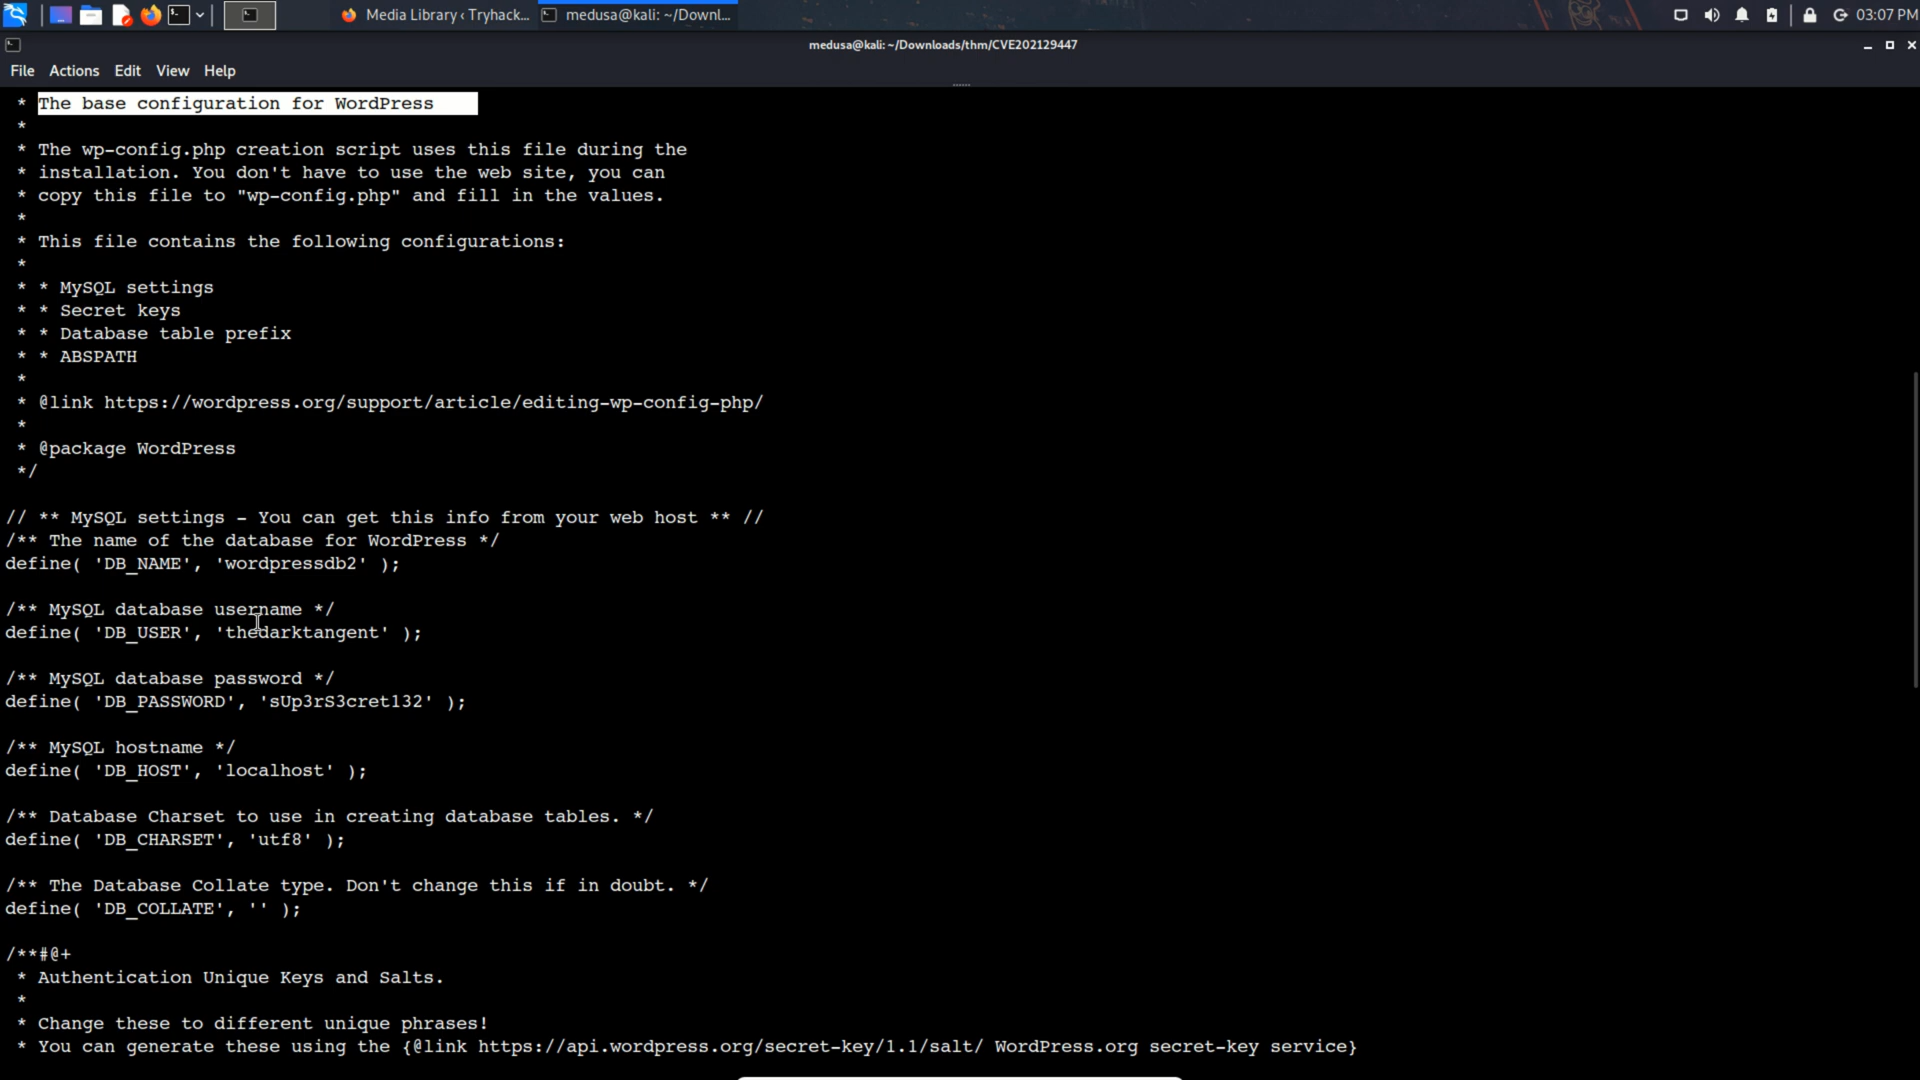 Media Library ‹ Tryhack...
medusa@kali: ~/Downl...
03:07 PM
medusa@kali: ~/Downloads/thm/CVE202129447
File Actions Edit View Help
* The base configuration for WordPress
*
* The wp-config.php creation script uses this file during the
* installation. You don't have to use the web site, you can
* copy this file to "wp-config.php" and fill in the values.
*
* This file contains the following configurations:
*
* * MySQL settings
* * Secret keys
* * Database table prefix
* * ABSPATH
*
* @link https://wordpress.org/support/article/editing-wp-config-php/
*
* @package WordPress
*/
// ** MySQL settings - You can get this info from your web host ** //
/** The name of the database for WordPress */
define( 'DB_NAME', 'wordpressdb2' );
/** MySQL database username */
define( 'DB_USER', 'thedarktangent' );
/** MySQL database password */
define( 'DB_PASSWORD', 'sUp3rS3cret132' );
/** MySQL hostname */
define( 'DB_HOST', 'localhost' );
/** Database Charset to use in creating database tables. */
define( 'DB_CHARSET', 'utf8' );
/** The Database Collate type. Don't change this if in doubt. */
define( 'DB_COLLATE', '' );
/**#@+
* Authentication Unique Keys and Salts.
*
* Change these to different unique phrases!
* You can generate these using the {@link https://api.wordpress.org/secret-key/1.1/salt/ WordPress.org secret-key service}